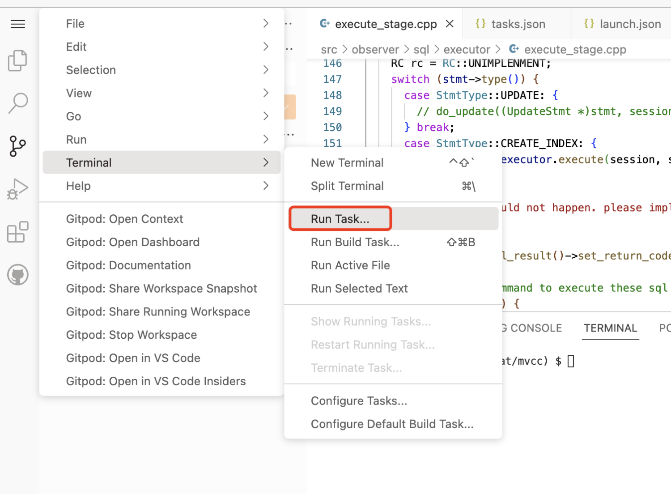 File
Edit
Selection
View
Go
Run
Terminal
Help
Gitpod: Open Context
Gitpod: Open Dashboard
Gitpod: Documentation
Gitpod: Share Workspace Snapshot
Gitpod: Share Running Workspace
Gitpod: Stop Workspace
Gitpod: Open in VS Code
Gitpod: Open in VS Code Insiders
New Terminal ^⇧`
Split Terminal ⌘\
Run Task...
Run Build Task... ⇧⌘B
Run Active File
Run Selected Text
Show Running Tasks...
Restart Running Task...
Terminate Task...
Configure Tasks...
Configure Default Build Task...
execute_stage.cpp {} tasks.json {} launch.json
src > observer > sql > executor > execute_stage.cpp
146 RC rc = RC::UNIMPLENMENT;
147 switch (stmt->type()) {
148 case StmtType::UPDATE: {
149 // do_update((UpdateStmt *)stmt, session
150 } break;
151 case StmtType::CREATE_INDEX: {
executor.execute(session, s
uld not happen. please impl
l_result()->set_return_code
mmand to execute these sql
) {
G CONSOLE TERMINAL PO
at/mvcc) $